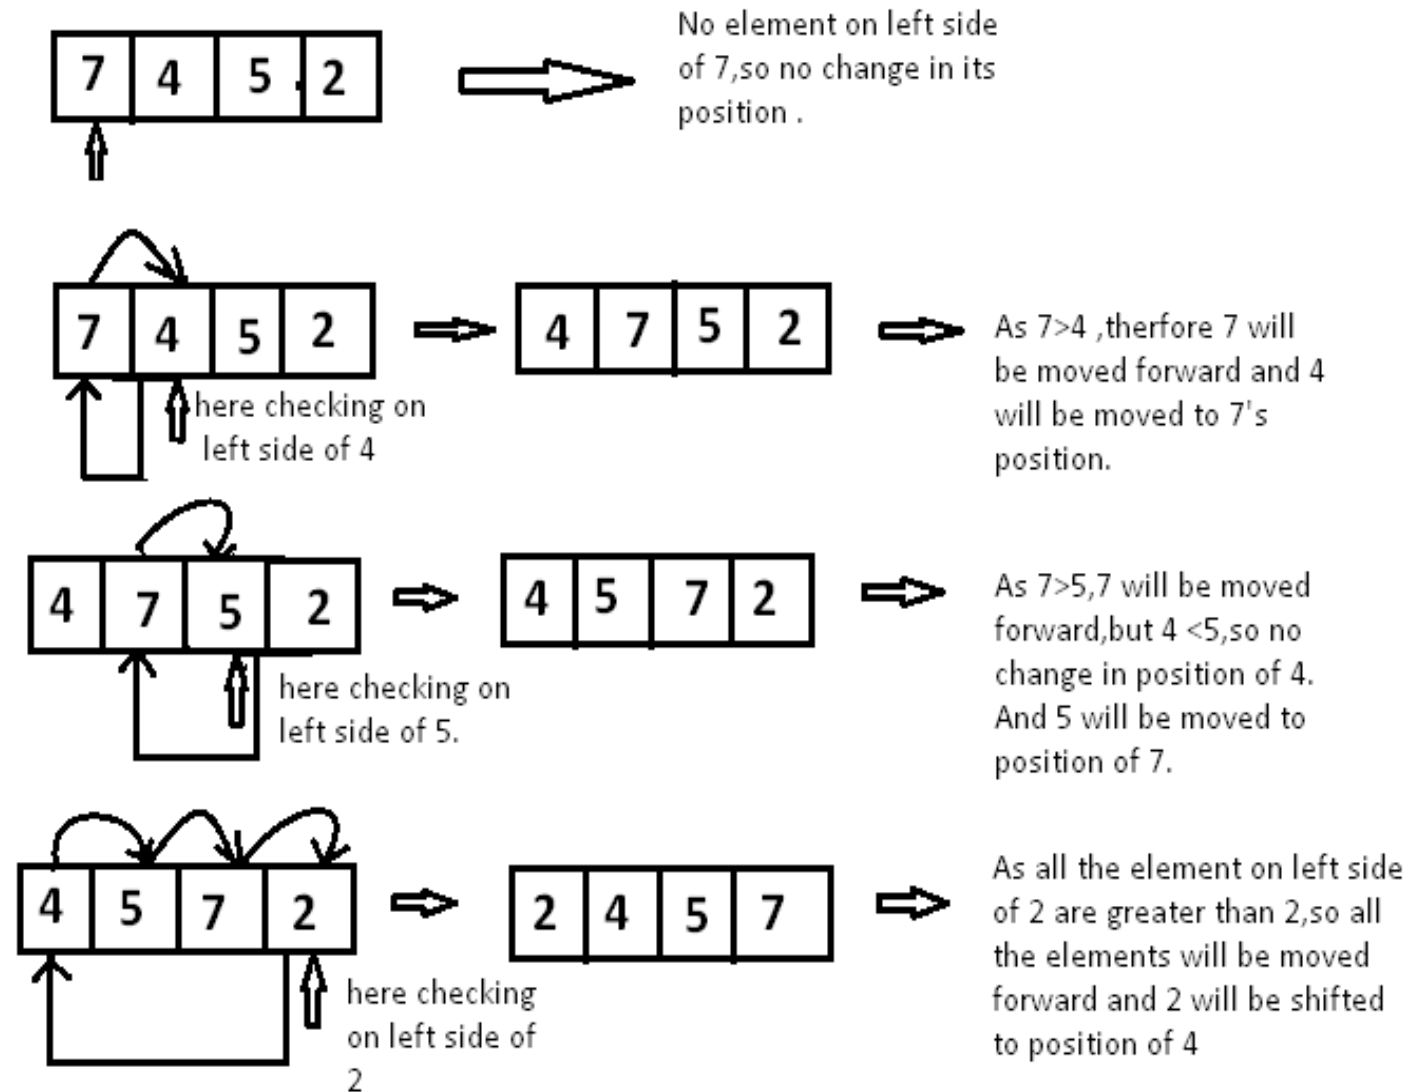 7 4 5 2
No element on left side
of 7,so no change in its
position .
7 4 5 2
4 7 5 2
here checking on
left side of 4
As 7>4 ,therfore 7 will
be moved forward and 4
will be moved to 7's
position.
4 7 5 2
4 5 7 2
here checking on
left side of 5.
As 7>5,7 will be moved
forward,but 4 <5,so no
change in position of 4.
And 5 will be moved to
position of 7.
4 5 7 2
2 4 5 7
here checking
on left side of
2
As all the element on left side
of 2 are greater than 2,so all
the elements will be moved
forward and 2 will be shifted
to position of 4